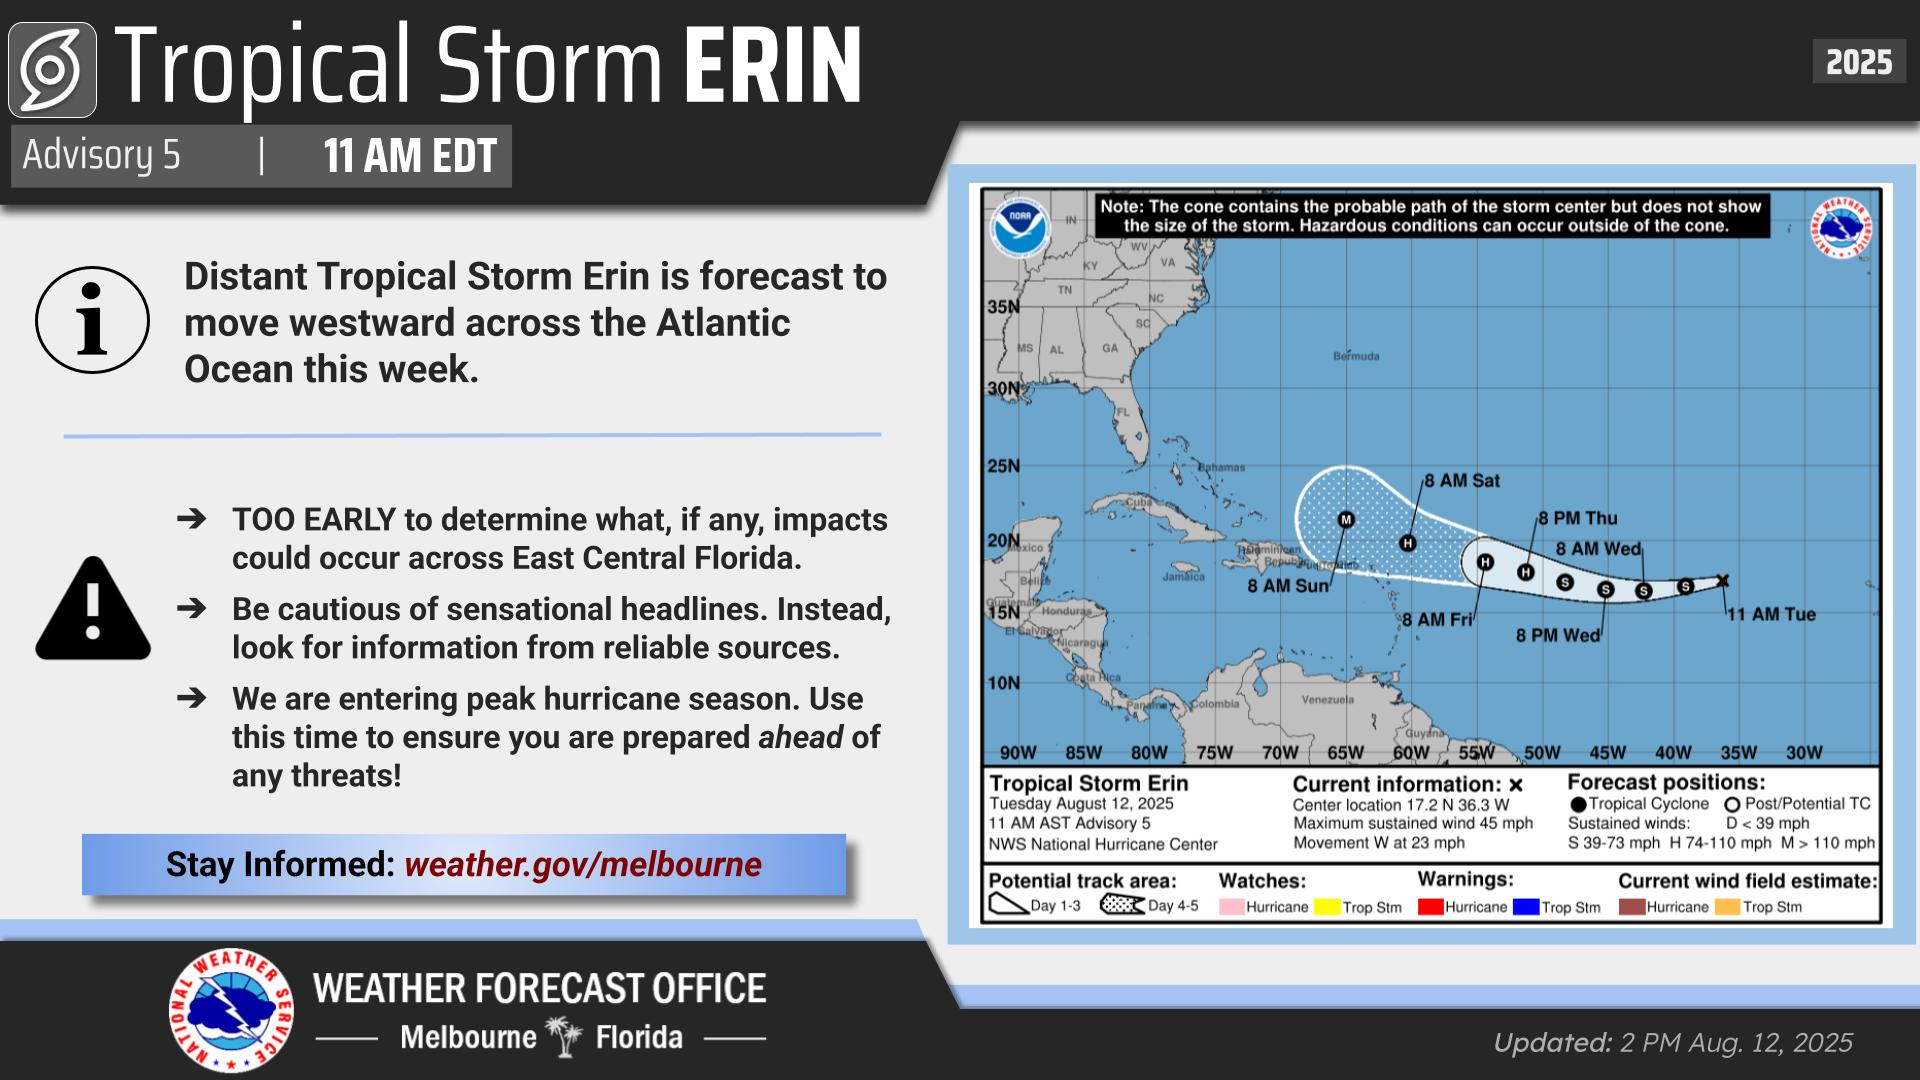 Tropical Storm ERIN
2025
Advisory 5 | 11 AM EDT
Distant Tropical Storm Erin is forecast to
move westward across the Atlantic
Ocean this week.
➔ TOO EARLY to determine what, if any, impacts
could occur across East Central Florida.
➔ Be cautious of sensational headlines. Instead,
look for information from reliable sources.
➔ We are entering peak hurricane season. Use
this time to ensure you are prepared ahead of
any threats!
Stay Informed: weather.gov/melbourne
NATIONAL WEATHER SERVICE
WEATHER FORECAST OFFICE
Melbourne Florida
Note: The cone contains the probable path of the storm center but does not show
the size of the storm. Hazardous conditions can occur outside of the cone.
NOAA
NATIONAL WEATHER SERVICE
IN
WV
KY
VA
TN
NC
SC
MS
AL
GA
FL
35N
30N
25N
20N
15N
10N
Bermuda
Bahamas
Cuba
Mexico
Belize
Jamaica
Dominican
Guatemala
Honduras
El Salvador
Nicaragua
Costa Rica
Panama
Colombia
Venezuela
Guyana
8 AM Sat
8 PM Thu
8 AM Wed
8 AM Sun
8 AM Fri
8 PM Wed
11 AM Tue
M
H
H
H
S
S
S
S
90W 85W 80W 75W 70W 65W 60W 55W 50W 45W 40W 35W 30W
Tropical Storm Erin
Tuesday August 12, 2025
11 AM AST Advisory 5
NWS National Hurricane Center
Current information: x
Center location 17.2 N 36.3 W
Maximum sustained wind 45 mph
Movement W at 23 mph
Forecast positions:
Tropical Cyclone Post/Potential TC
Sustained winds: D < 39 mph
S 39-73 mph H 74-110 mph M > 110 mph
Potential track area:
Day 1-3 Day 4-5
Watches:
Hurricane Trop Stm
Warnings:
Hurricane Trop Stm
Current wind field estimate:
Hurricane Trop Stm
Updated: 2 PM Aug. 12, 2025